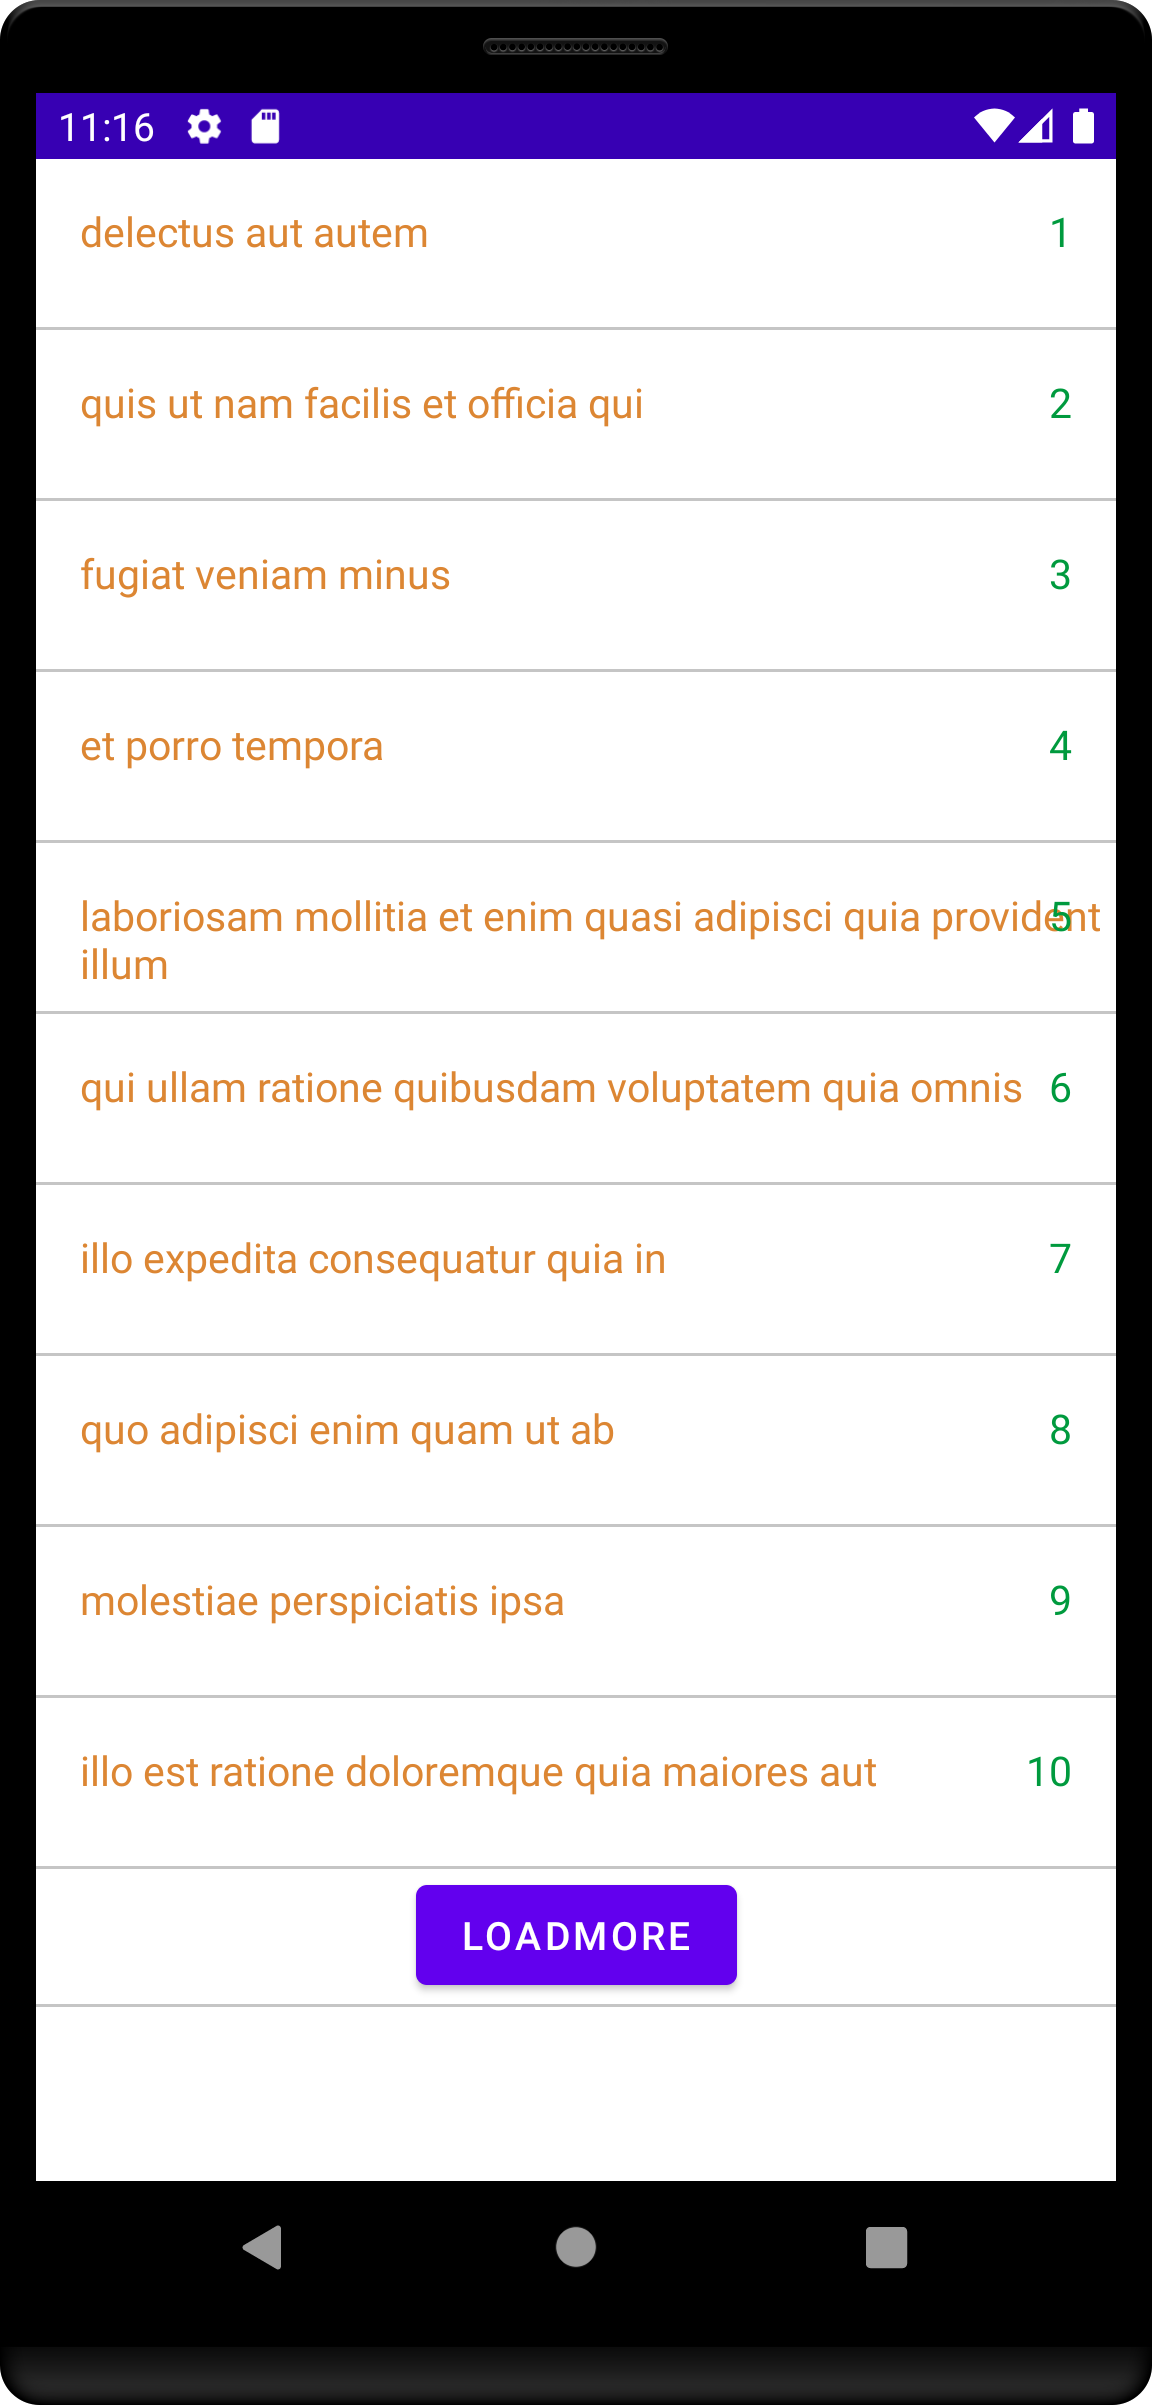 11:16
delectus aut autem 1
quis ut nam facilis et officia qui 2
fugiat veniam minus 3
et porro tempora 4
laboriosam mollitia et enim quasi adipisci quia provident 5
illum
qui ullam ratione quibusdam voluptatem quia omnis 6
illo expedita consequatur quia in 7
quo adipisci enim quam ut ab 8
molestiae perspiciatis ipsa 9
illo est ratione doloremque quia maiores aut 10
LOADMORE